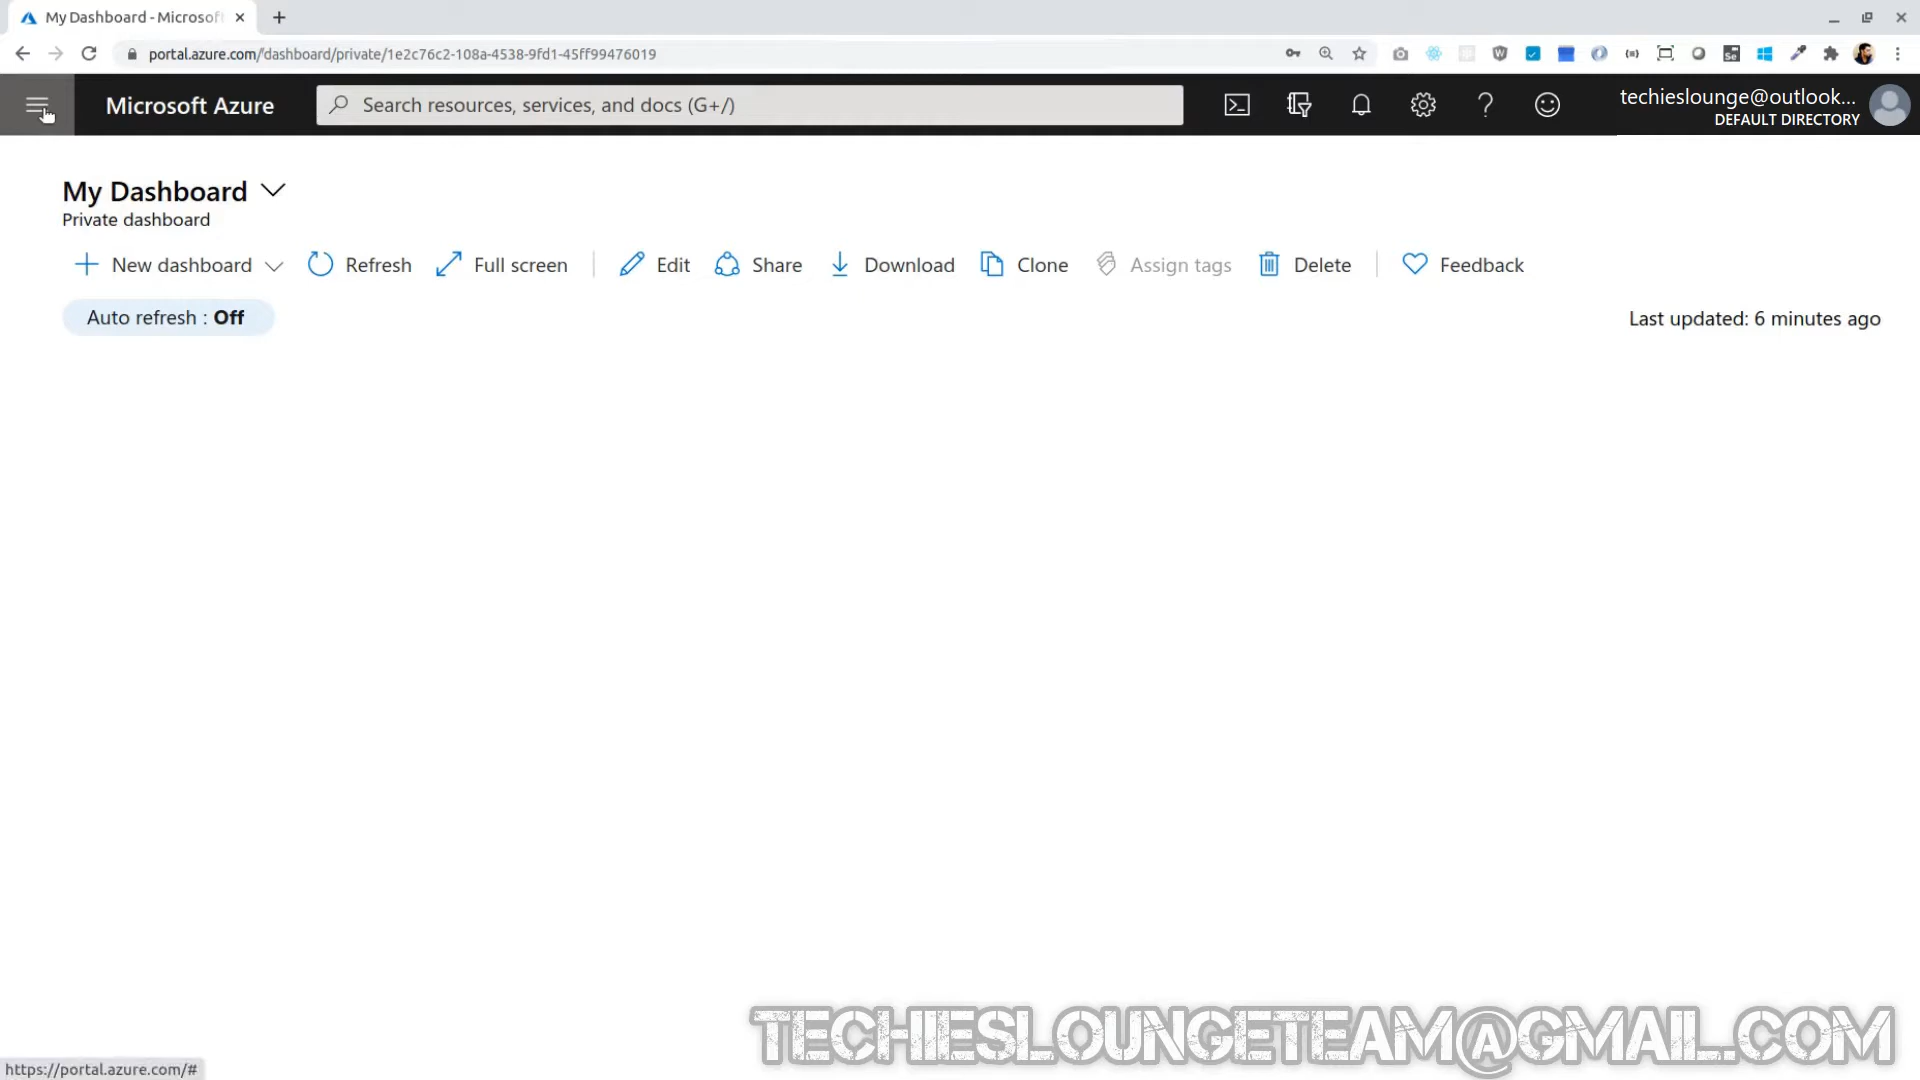 My Dashboard - Microsof
portal.azure.com/dashboard/private/1e2c76c2-108a-4538-9fd1-45ff99476019
Microsoft Azure
Search resources, services, and docs (G+/)
techieslounge@outlook...
DEFAULT DIRECTORY
My Dashboard
Private dashboard
New dashboard Refresh Full screen Edit Share Download Clone Assign tags Delete Feedback
Auto refresh : Off
Last updated: 6 minutes ago
TECHIESLOUNGETEAM@GMAIL.COM
https://portal.azure.com/#